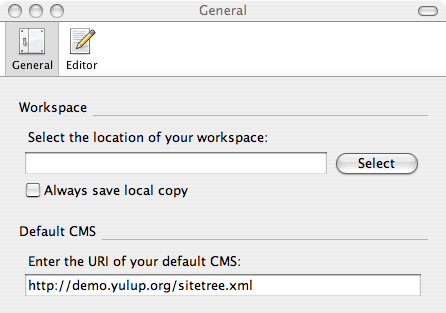 General
General Editor
Workspace
Select the location of your workspace:
Select
Always save local copy
Default CMS
Enter the URI of your default CMS:
http://demo.yulup.org/sitetree.xml